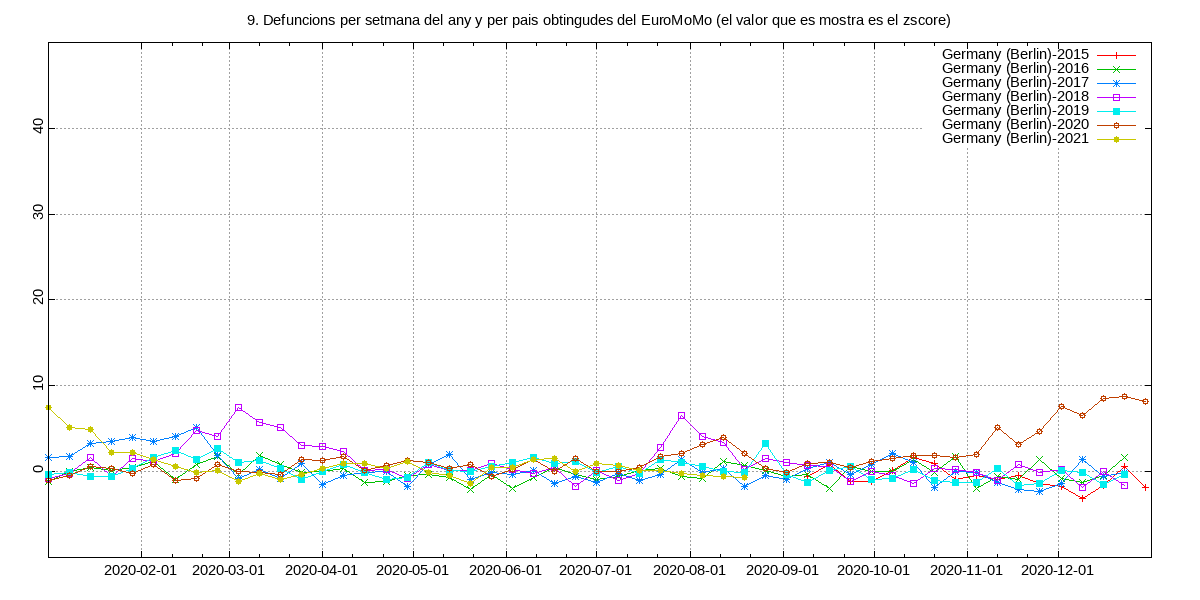 9. Defuncions per setmana del any y per pais obtingudes del EuroMoMo (el valor que es mostra es el zscore)
Germany (Berlin)-2015
Germany (Berlin)-2016
Germany (Berlin)-2017
Germany (Berlin)-2018
Germany (Berlin)-2019
Germany (Berlin)-2020
Germany (Berlin)-2021
40
30
20
10
0
2020-02-01 2020-03-01 2020-04-01 2020-05-01 2020-06-01 2020-07-01 2020-08-01 2020-09-01 2020-10-01 2020-11-01 2020-12-01